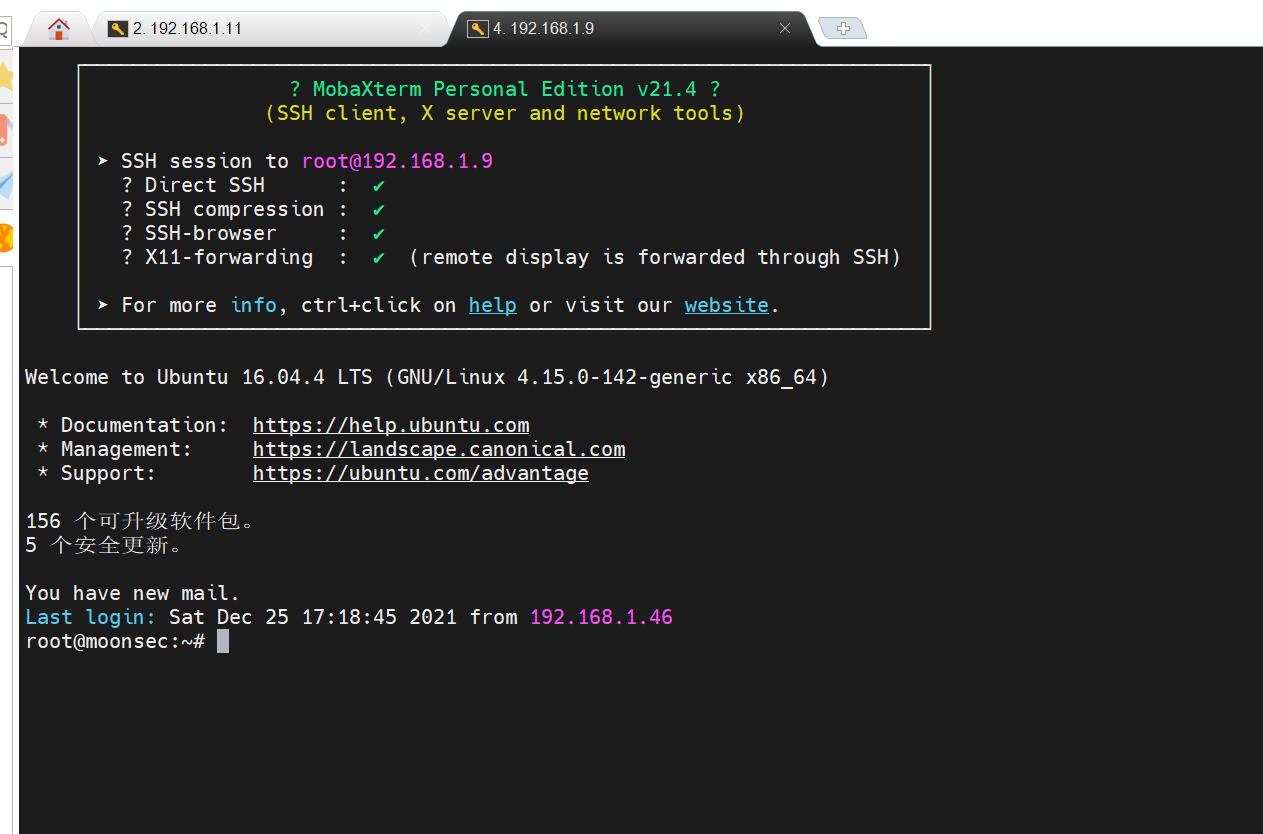 2. 192.168.1.11
4. 192.168.1.9
? MobaXterm Personal Edition v21.4 ?
(SSH client, X server and network tools)
➤ SSH session to root@192.168.1.9
? Direct SSH : ✔
? SSH compression : ✔
? SSH-browser : ✔
? X11-forwarding : ✔ (remote display is forwarded through SSH)
➤ For more info, ctrl+click on help or visit our website.
Welcome to Ubuntu 16.04.4 LTS (GNU/Linux 4.15.0-142-generic x86_64)
* Documentation: https://help.ubuntu.com
* Management: https://landscape.canonical.com
* Support: https://ubuntu.com/advantage
156 个可升级软件包。
5 个安全更新。
You have new mail.
Last login: Sat Dec 25 17:18:45 2021 from 192.168.1.46
root@moonsec:~#